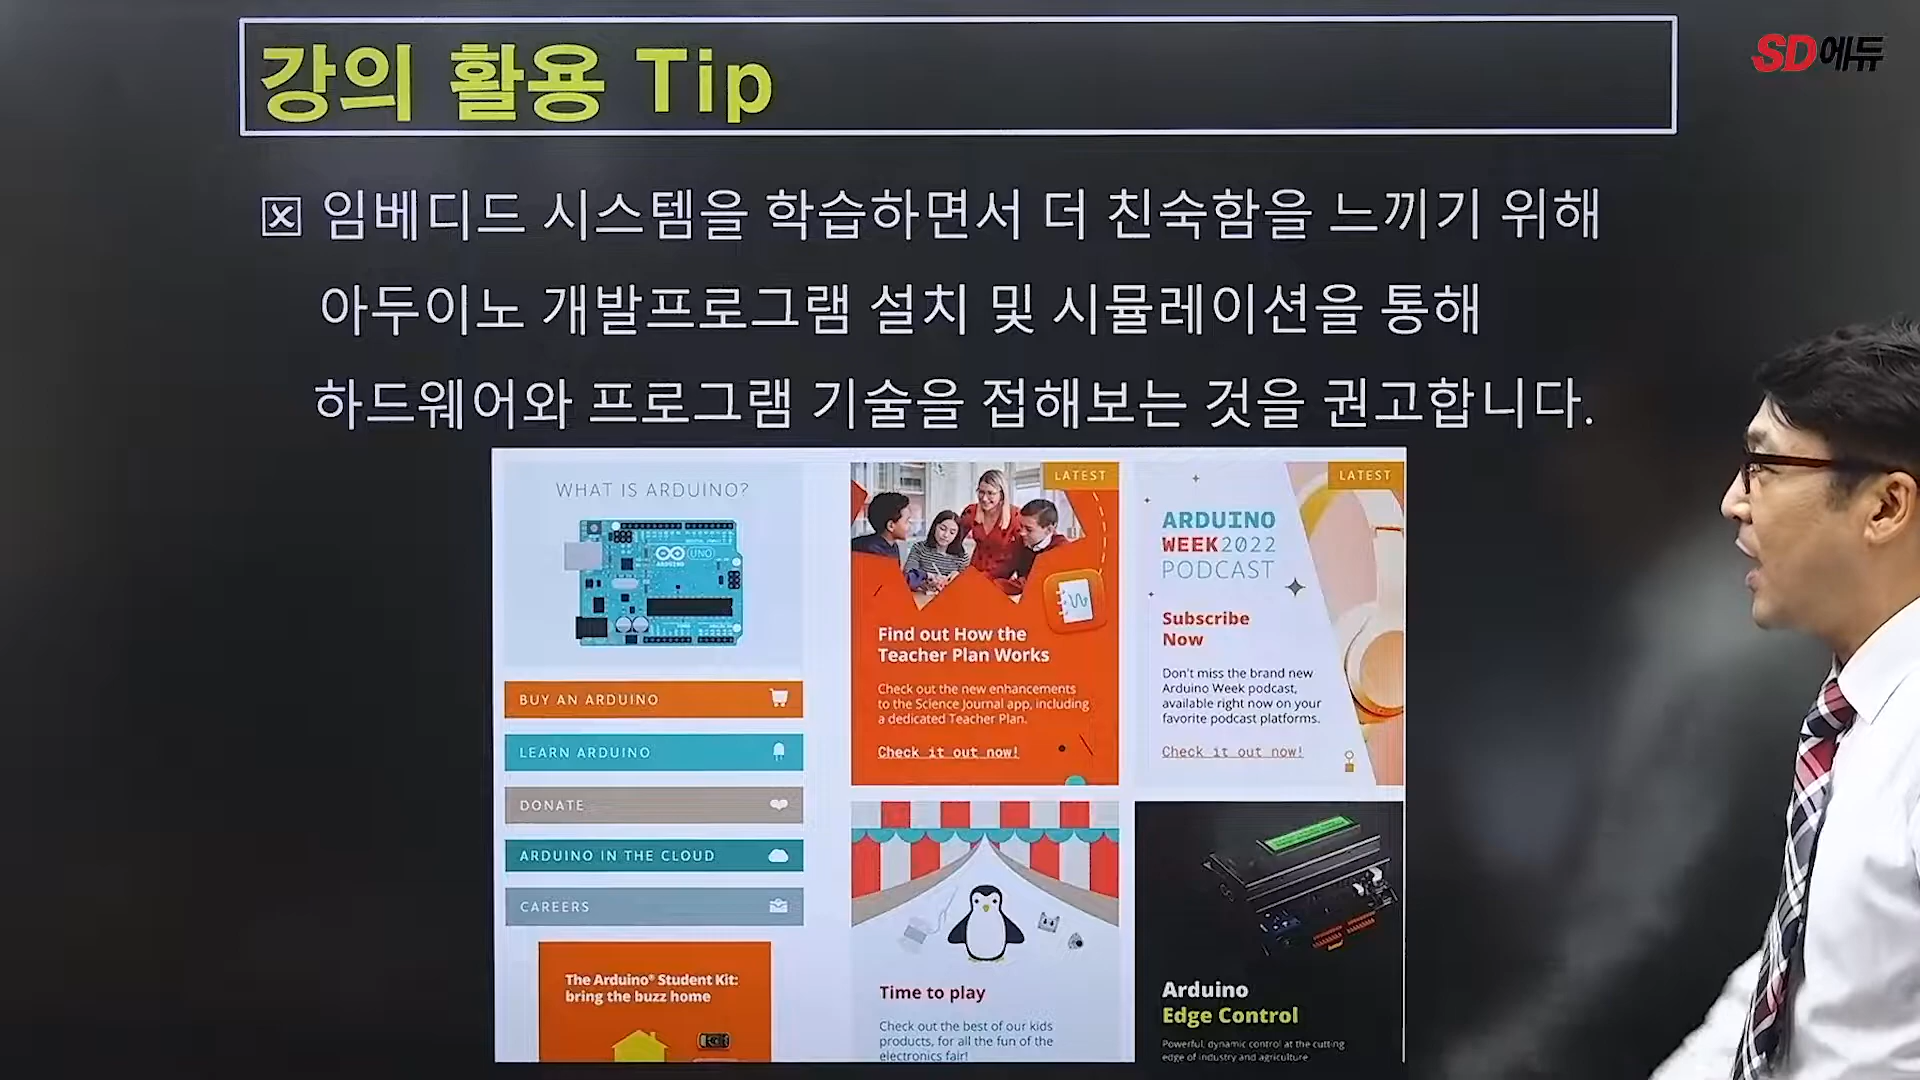 강의 활용 Tip
SD에듀
임베디드 시스템을 학습하면서 더 친숙함을 느끼기 위해
아두이노 개발프로그램 설치 및 시뮬레이션을 통해
하드웨어와 프로그램 기술을 접해보는 것을 권고합니다.
WHAT IS ARDUINO?
UNO
ARDUINO
BUY AN ARDUINO
LEARN ARDUINO
DONATE
ARDUINO IN THE CLOUD
CAREERS
The Arduino® Student Kit:
bring the buzz home
LATEST
Find out How the
Teacher Plan Works
Check out the new enhancements
to the Science Journal app, including
a dedicated Teacher Plan.
Check it out now!
LATEST
ARDUINO
WEEK2022
PODCAST
Subscribe
Now
Don't miss the brand new
Arduino Week podcast,
available right now on your
favorite podcast platforms.
Check it out now!
Time to play
Check out the best of our kids
products, for all the fun of the
electronics fair!
Arduino
Edge Control
Powerful, dynamic control at the cutting
edge of industry and agriculture